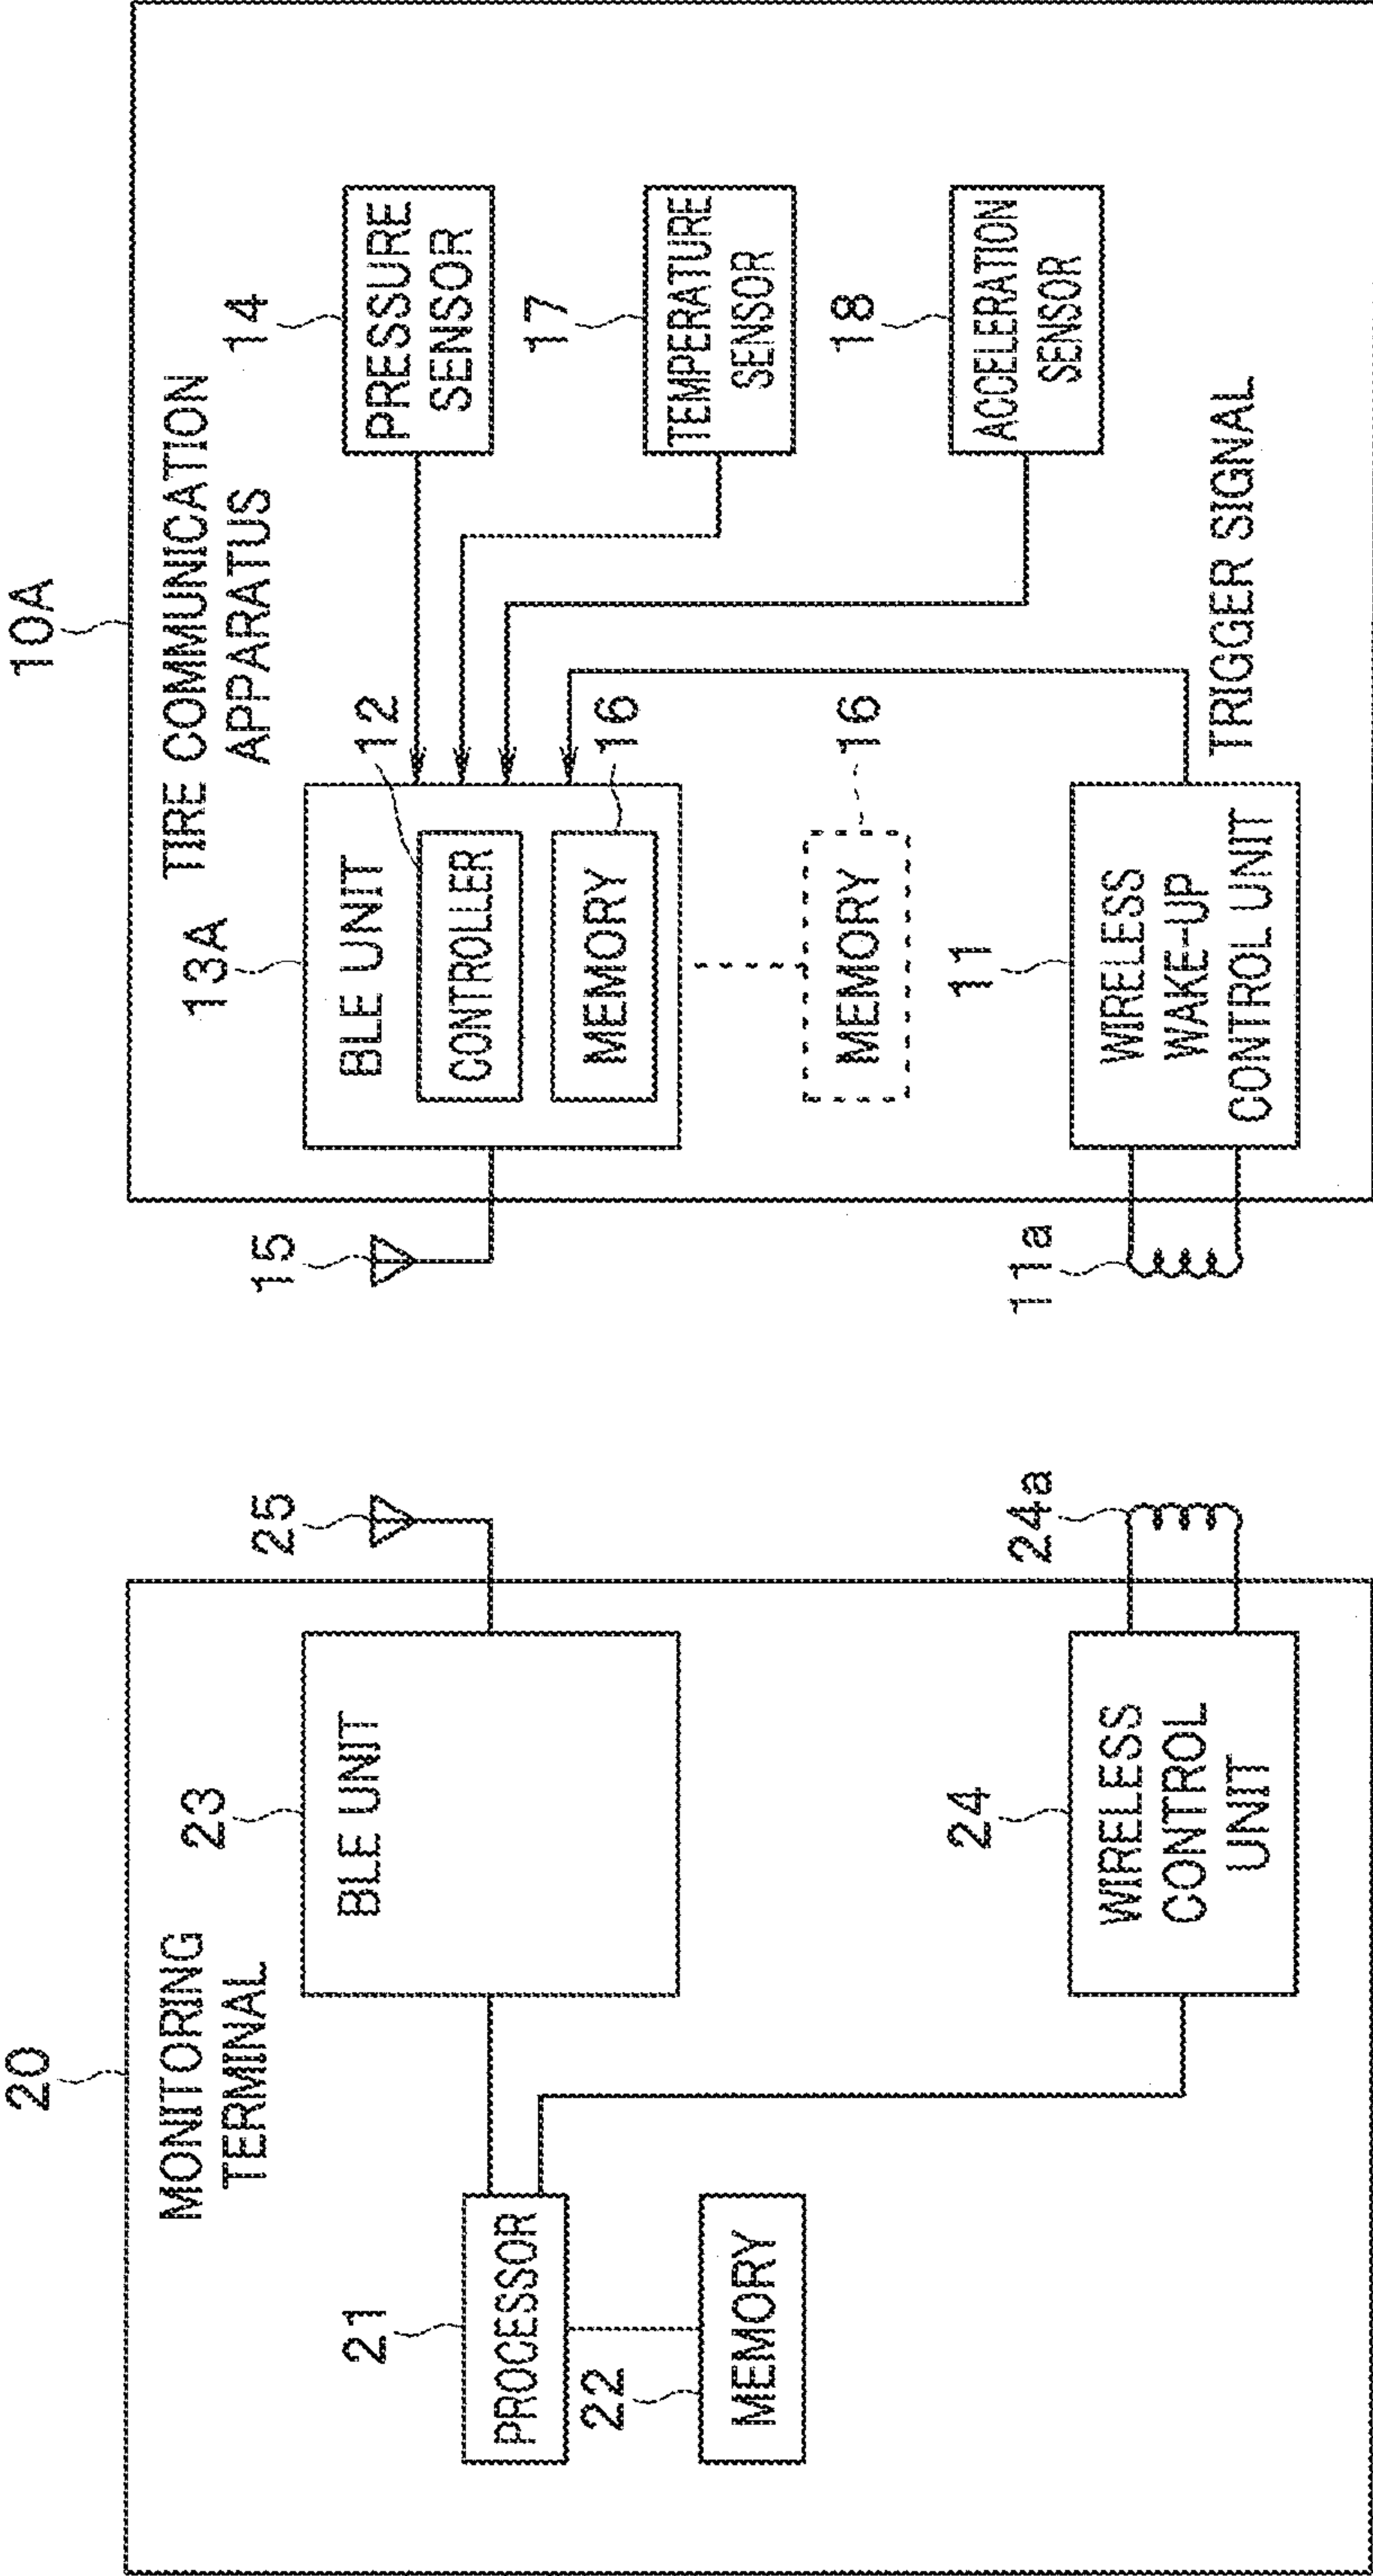 20
MONITORING
TERMINAL
21
PROCESSOR
22
MEMORY
23
BLE UNIT
25
24
WIRELESS
CONTROL
UNIT
24a
10A
TIRE COMMUNICATION
APPARATUS
15
13A
BLE UNIT
12
CONTROLLER
16
MEMORY
16
MEMORY
14
PRESSURE
SENSOR
17
TEMPERATURE
SENSOR
18
ACCELERATION
SENSOR
11a
11
WIRELESS
WAKE-UP
CONTROL UNIT
TRIGGER SIGNAL